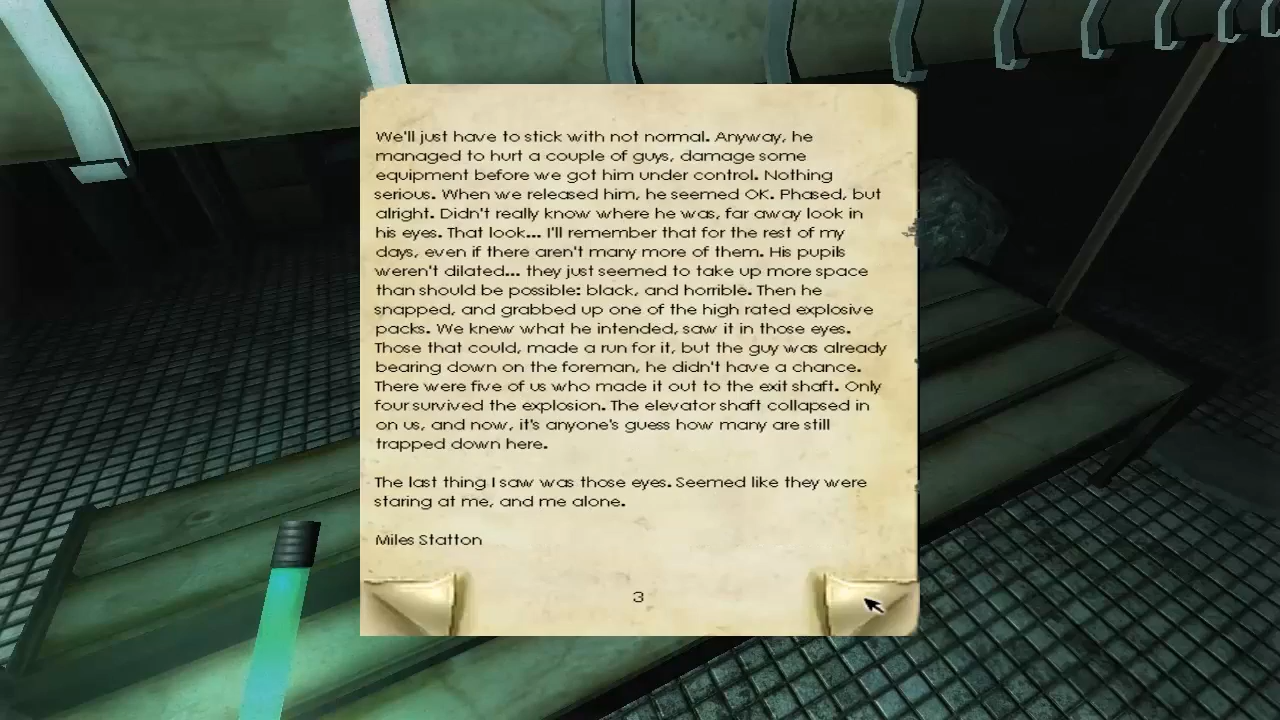 We'll just have to stick with not normal. Anyway, he
managed to hurt a couple of guys, damage some
equipment before we got him under control. Nothing
serious. When we released him, he seemed OK. Phased, but
alright. Didn't really know where he was, far away look in
his eyes. That look... I'll remember that for the rest of my
days, even if there aren't many more of them. His pupils
weren't dilated... they just seemed to take up more space
than should be possible: black, and horrible. Then he
snapped, and grabbed up one of the high rated explosive
packs. We knew what he intended, saw it in those eyes.
Those that could, made a run for it, but the guy was already
bearing down on the foreman, he didn't have a chance.
There were five of us who made it out to the exit shaft. Only
four survived the explosion. The elevator shaft collapsed in
on us, and now, it's anyone's guess how many are still
trapped down here.
The last thing I saw was those eyes. Seemed like they were
staring at me, and me alone.
Miles Statton
3